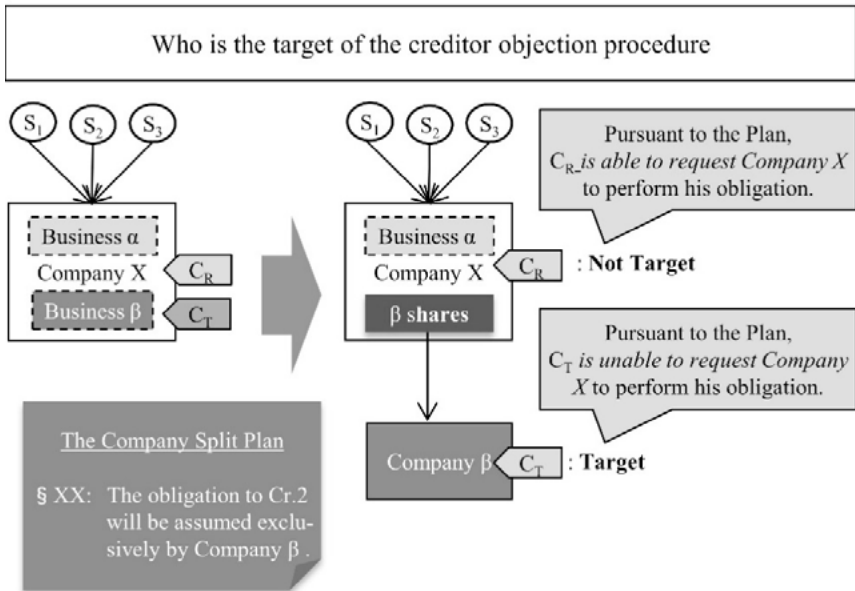 Who is the target of the creditor objection procedure
S1 S2 S3
Business α
Company X
Business β
CR
CT
S1 S2 S3
Business α
Company X
β shares
CR
: Not Target
Company β
CT
: Target
Pursuant to the Plan,
CR is able to request Company X
to perform his obligation.
Pursuant to the Plan,
CT is unable to request Company
X to perform his obligation.
The Company Split Plan
§ XX: The obligation to Cr.2
will be assumed exclu-
sively by Company β .